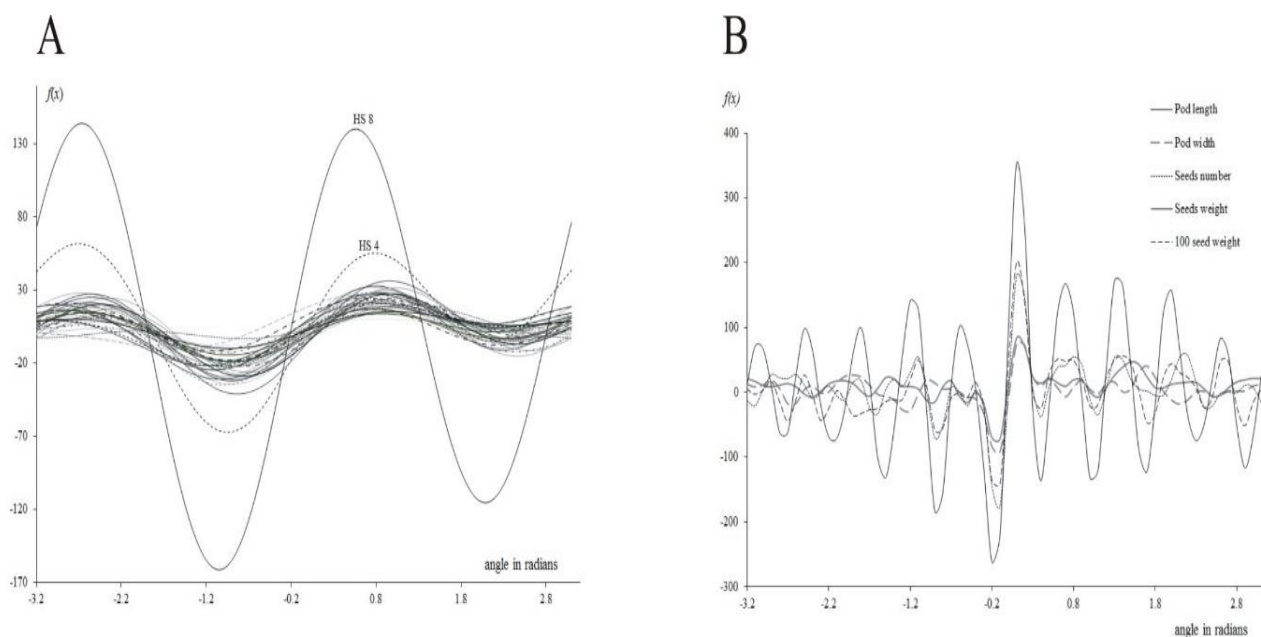 A
f(x)
130
80
30
-20
-70
-120
-170
HS 8
HS 4
angle in radians
-3.2 -2.2 -1.2 -0.2 0.8 1.8 2.8
B
f(x)
400
300
200
100
0
-100
-200
-300
Pod length
Pod width
Seeds number
Seeds weight
100 seed weight
-3.2 -2.2 -1.2 -0.2 0.8 1.8 2.8
angle in radians